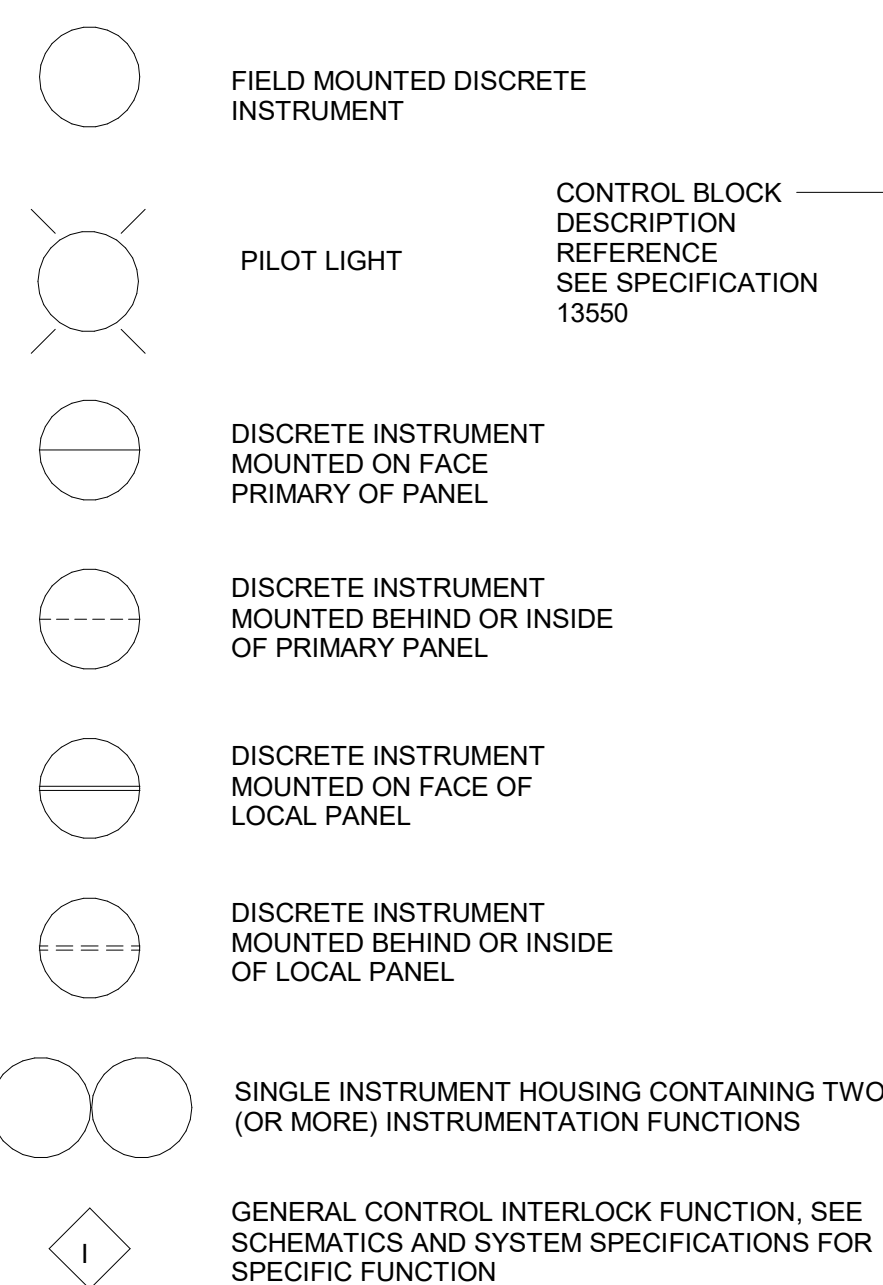 FIELD MOUNTED DISCRETE
INSTRUMENT
CONTROL BLOCK
DESCRIPTION
REFERENCE
SEE SPECIFICATION
13550
PILOT LIGHT
DISCRETE INSTRUMENT
MOUNTED ON FACE
PRIMARY OF PANEL
DISCRETE INSTRUMENT
MOUNTED BEHIND OR INSIDE
OF PRIMARY PANEL
DISCRETE INSTRUMENT
MOUNTED ON FACE OF
LOCAL PANEL
DISCRETE INSTRUMENT
MOUNTED BEHIND OR INSIDE
OF LOCAL PANEL
SINGLE INSTRUMENT HOUSING CONTAINING TWO
(OR MORE) INSTRUMENTATION FUNCTIONS
I
GENERAL CONTROL INTERLOCK FUNCTION, SEE
SCHEMATICS AND SYSTEM SPECIFICATIONS FOR
SPECIFIC FUNCTION